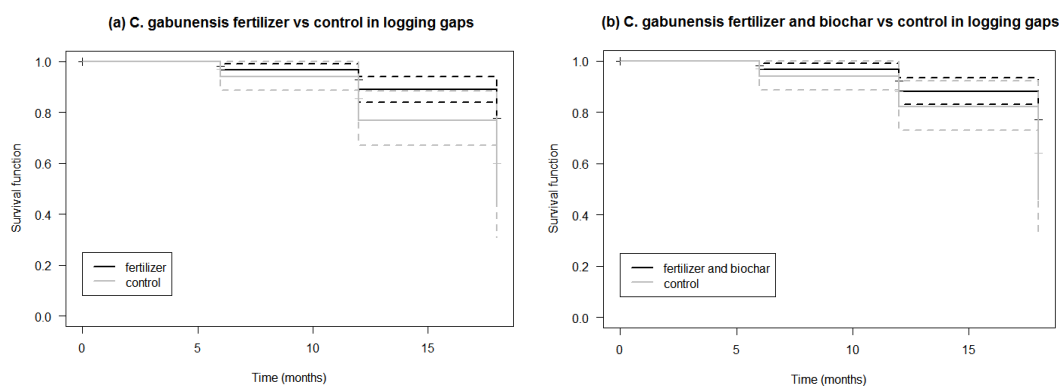 (a) C. gabunensis fertilizer vs control in logging gaps
1.0
0.8
0.6
0.4
0.2
0.0
Survival function
fertilizer
control
0
5
10
15
Time (months)
(b) C. gabunensis fertilizer and biochar vs control in logging gaps
1.0
0.8
0.6
0.4
0.2
0.0
Survival function
fertilizer and biochar
control
0
5
10
15
Time (months)